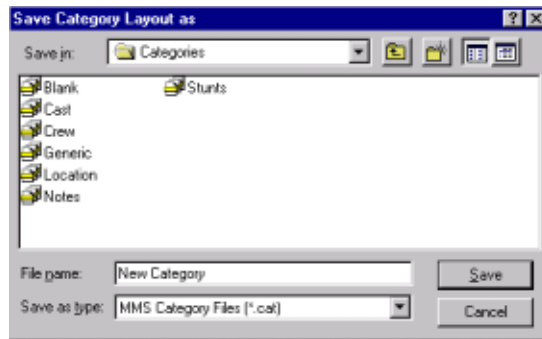 Save Category Layout as
Save in: Categories
Blank Stunts
Cast
Crew
Generic
Location
Notes
File name: New Category Save
Save as type: MMS Category Files (*.cat) Cancel